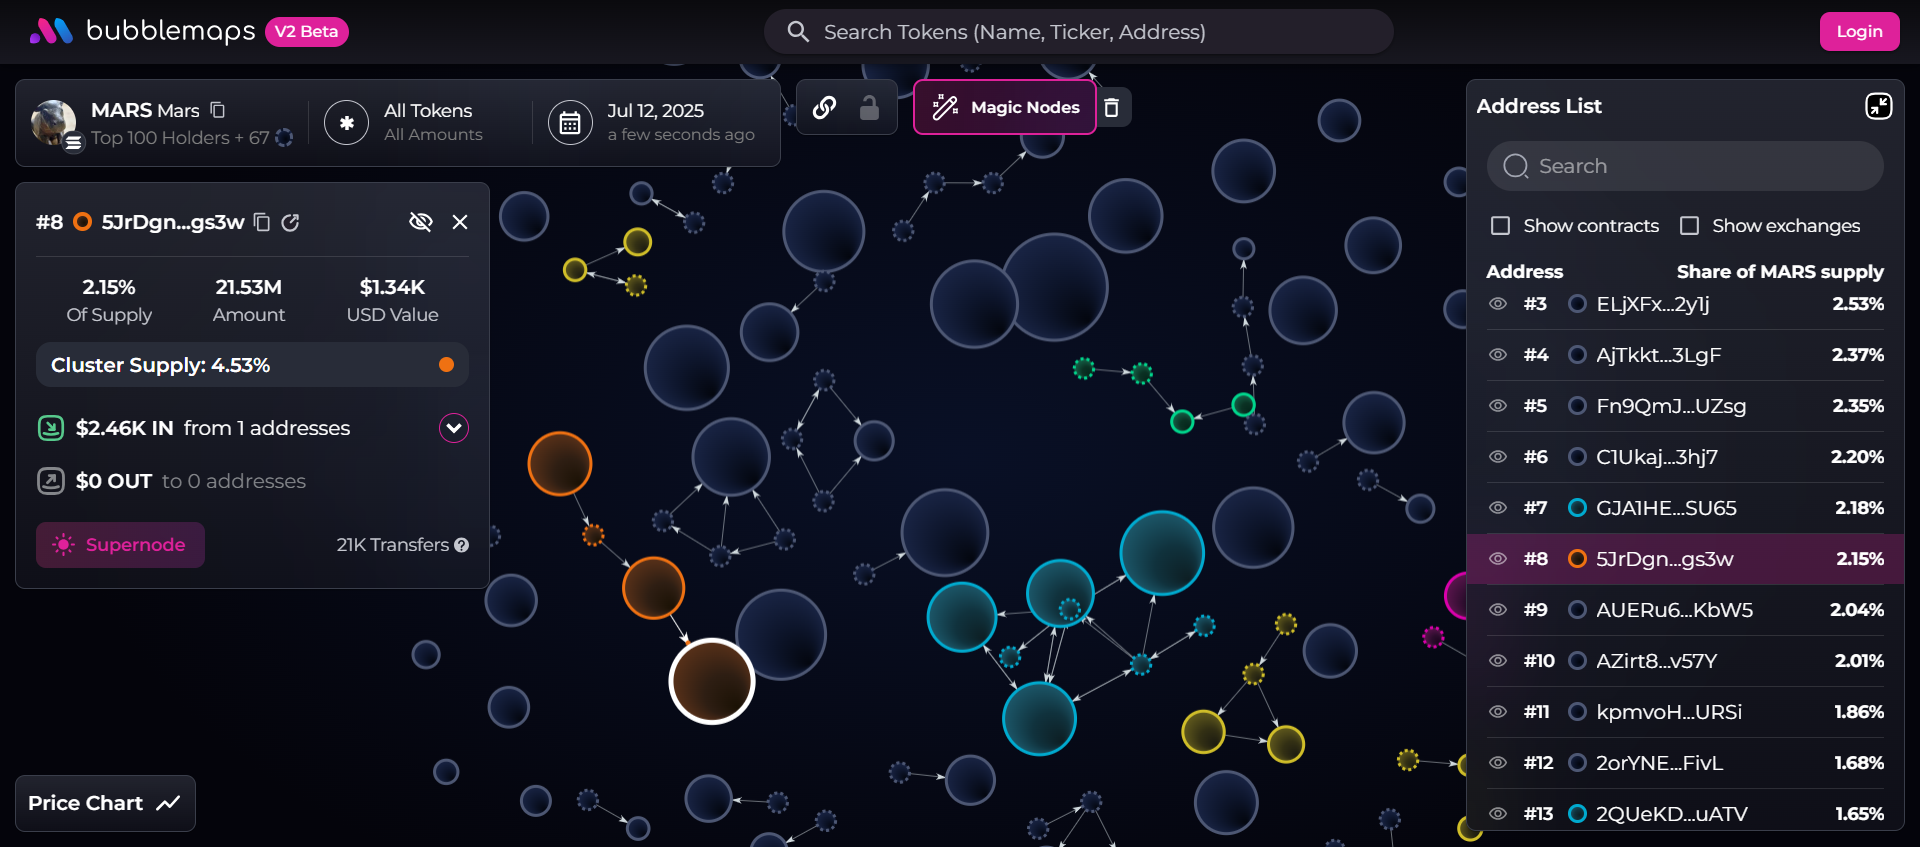 bubblemaps V2 Beta
Search Tokens (Name, Ticker, Address)
Login
MARS Mars
Top 100 Holders + 67
All Tokens
All Amounts
Jul 12, 2025
a few seconds ago
Magic Nodes
#8 5JrDgn...gs3w
2.15% 21.53M $1.34K
Of Supply Amount USD Value
Cluster Supply: 4.53%
$2.46K IN from 1 addresses
$0 OUT to 0 addresses
Supernode 21K Transfers ?
Price Chart
Address List
Search
Show contracts Show exchanges
Address Share of MARS supply
#3 ELjXFx...2y1j 2.53%
#4 AjTkkt...3LgF 2.37%
#5 Fn9QmJ...UZsg 2.35%
#6 C1Ukaj...3hj7 2.20%
#7 GJA1HE...SU65 2.18%
#8 5JrDgn...gs3w 2.15%
#9 AUERu6...KbW5 2.04%
#10 AZirt8...v57Y 2.01%
#11 kpmvoH...URSi 1.86%
#12 2orYNE...FivL 1.68%
#13 2QUeKD...uATV 1.65%